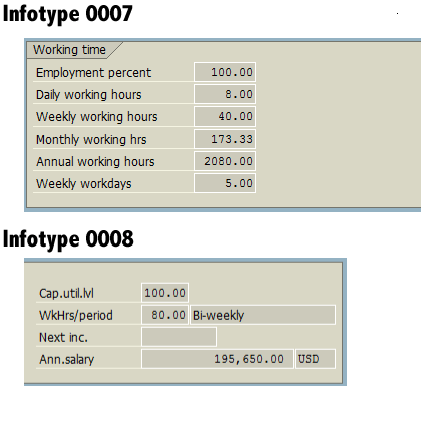 Infotype 0007
Working time
Employment percent 100.00
Daily working hours 8.00
Weekly working hours 40.00
Monthly working hrs 173.33
Annual working hours 2080.00
Weekly workdays 5.00
Infotype 0008
Cap.util.lvl 100.00
WkHrs/period 80.00 Bi-weekly
Next inc.
Ann.salary 195,650.00 USD